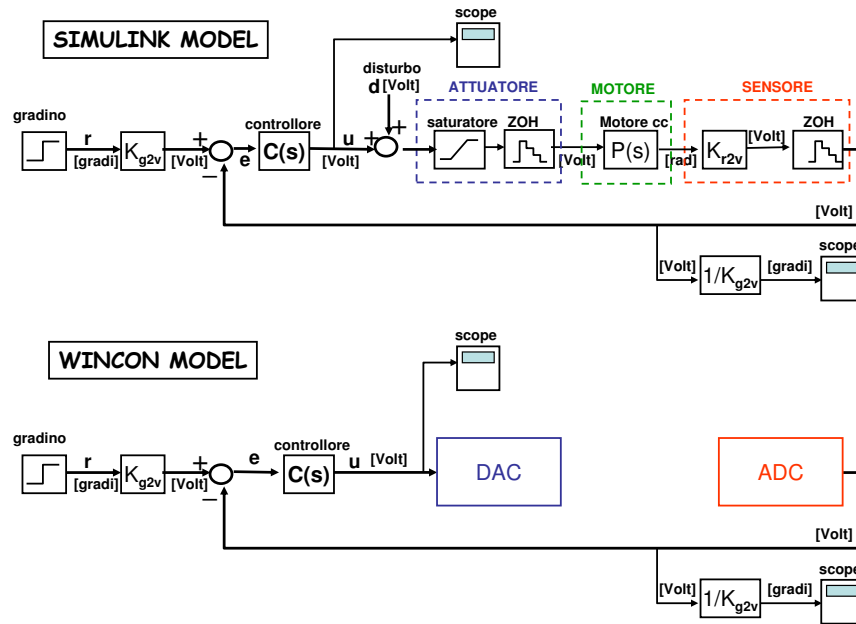 scope
SIMULINK MODEL
disturbo
d [Volt]
ATTUATORE
MOTORE
SENSORE
gradino
controllore
saturatore
ZOH
Motore cc
[Volt]
ZOH
r
[gradi]
K_g2v
+
[Volt]
−
e
C(s)
u
[Volt]
+
+
[Volt]
P(s)
[rad]
K_r2v
[Volt]
scope
[Volt]
1/K_g2v
[gradi]
WINCON MODEL
scope
gradino
controllore
r
[gradi]
K_g2v
+
[Volt]
−
e
C(s)
u
[Volt]
DAC
ADC
[Volt]
scope
[Volt]
1/K_g2v
[gradi]